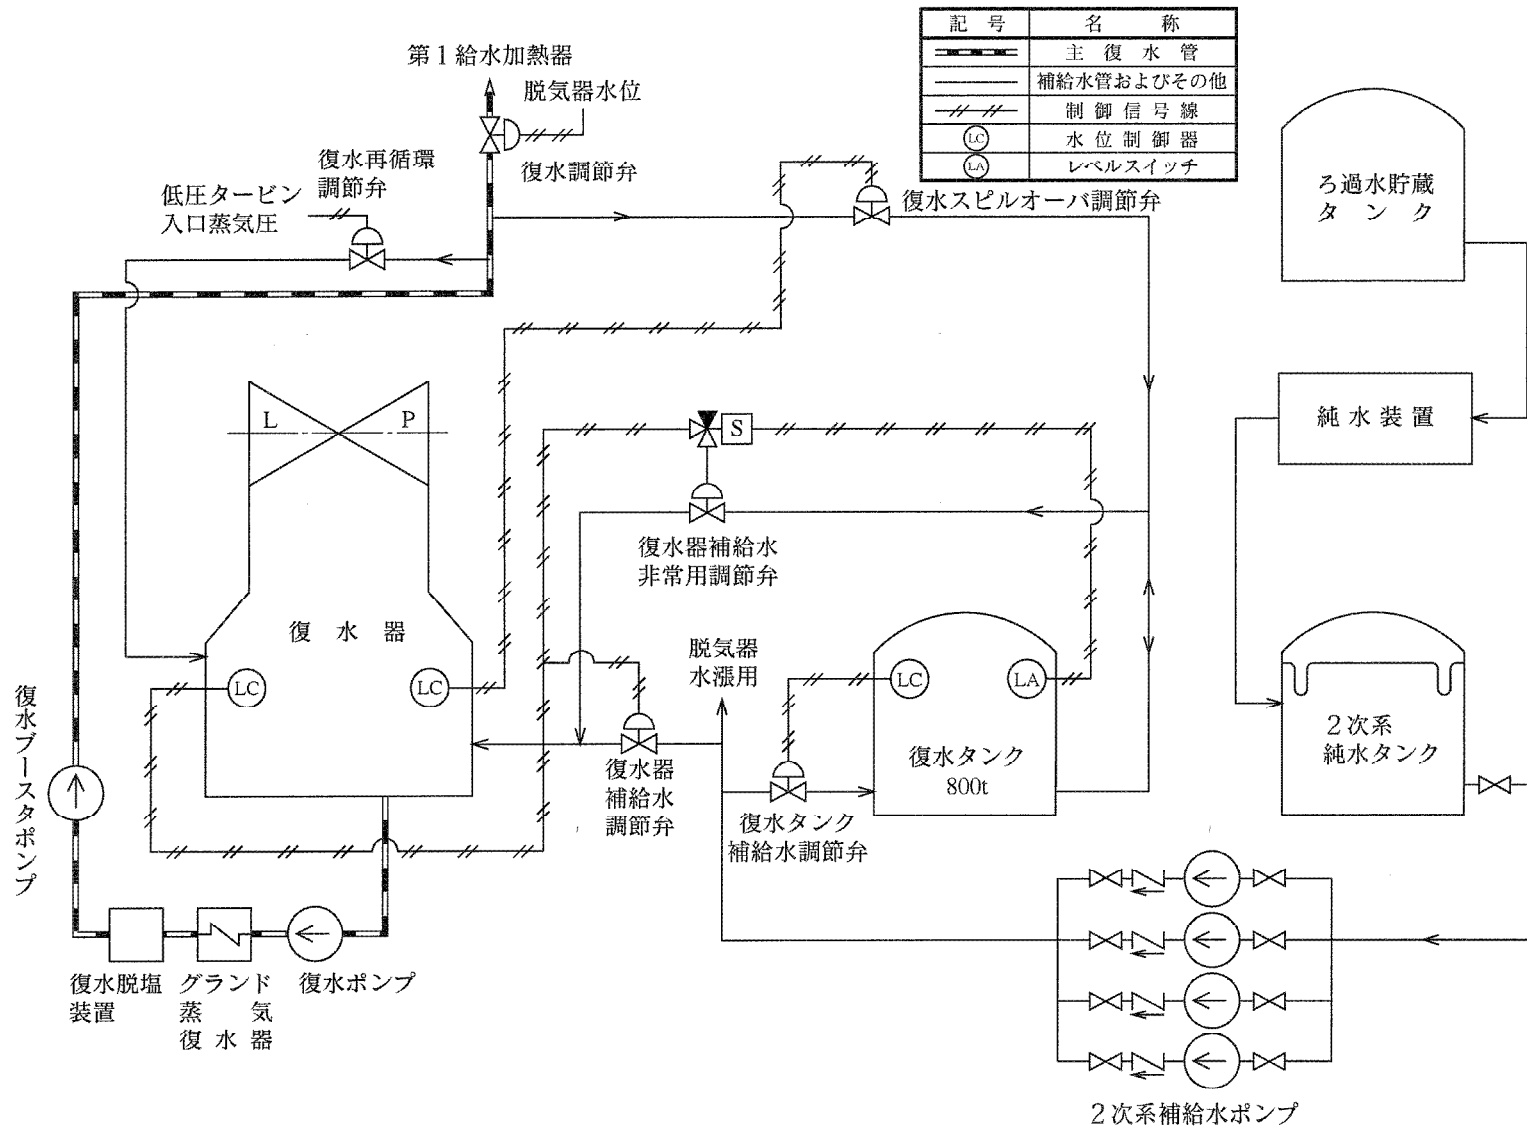 記号 名称
主復水管
補給水管およびその他
制御信号線
LC 水位制御器
LA レベルスイッチ
第1給水加熱器
脱気器水位
復水調節弁
復水再循環
調節弁
低圧タービン
入口蒸気圧
復水スピルオーバ調節弁
ろ過水貯蔵
タンク
純水装置
L P
S
復水器補給水
非常用調節弁
復水器
LC
LC
脱気器
水漲用
LC
LA
復水タンク
800t
2次系
純水タンク
復水器
補給水
調節弁
復水タンク
補給水調節弁
復水ブースタポンプ
復水脱塩
装置
グランド
蒸気
復水器
復水ポンプ
2次系補給水ポンプ